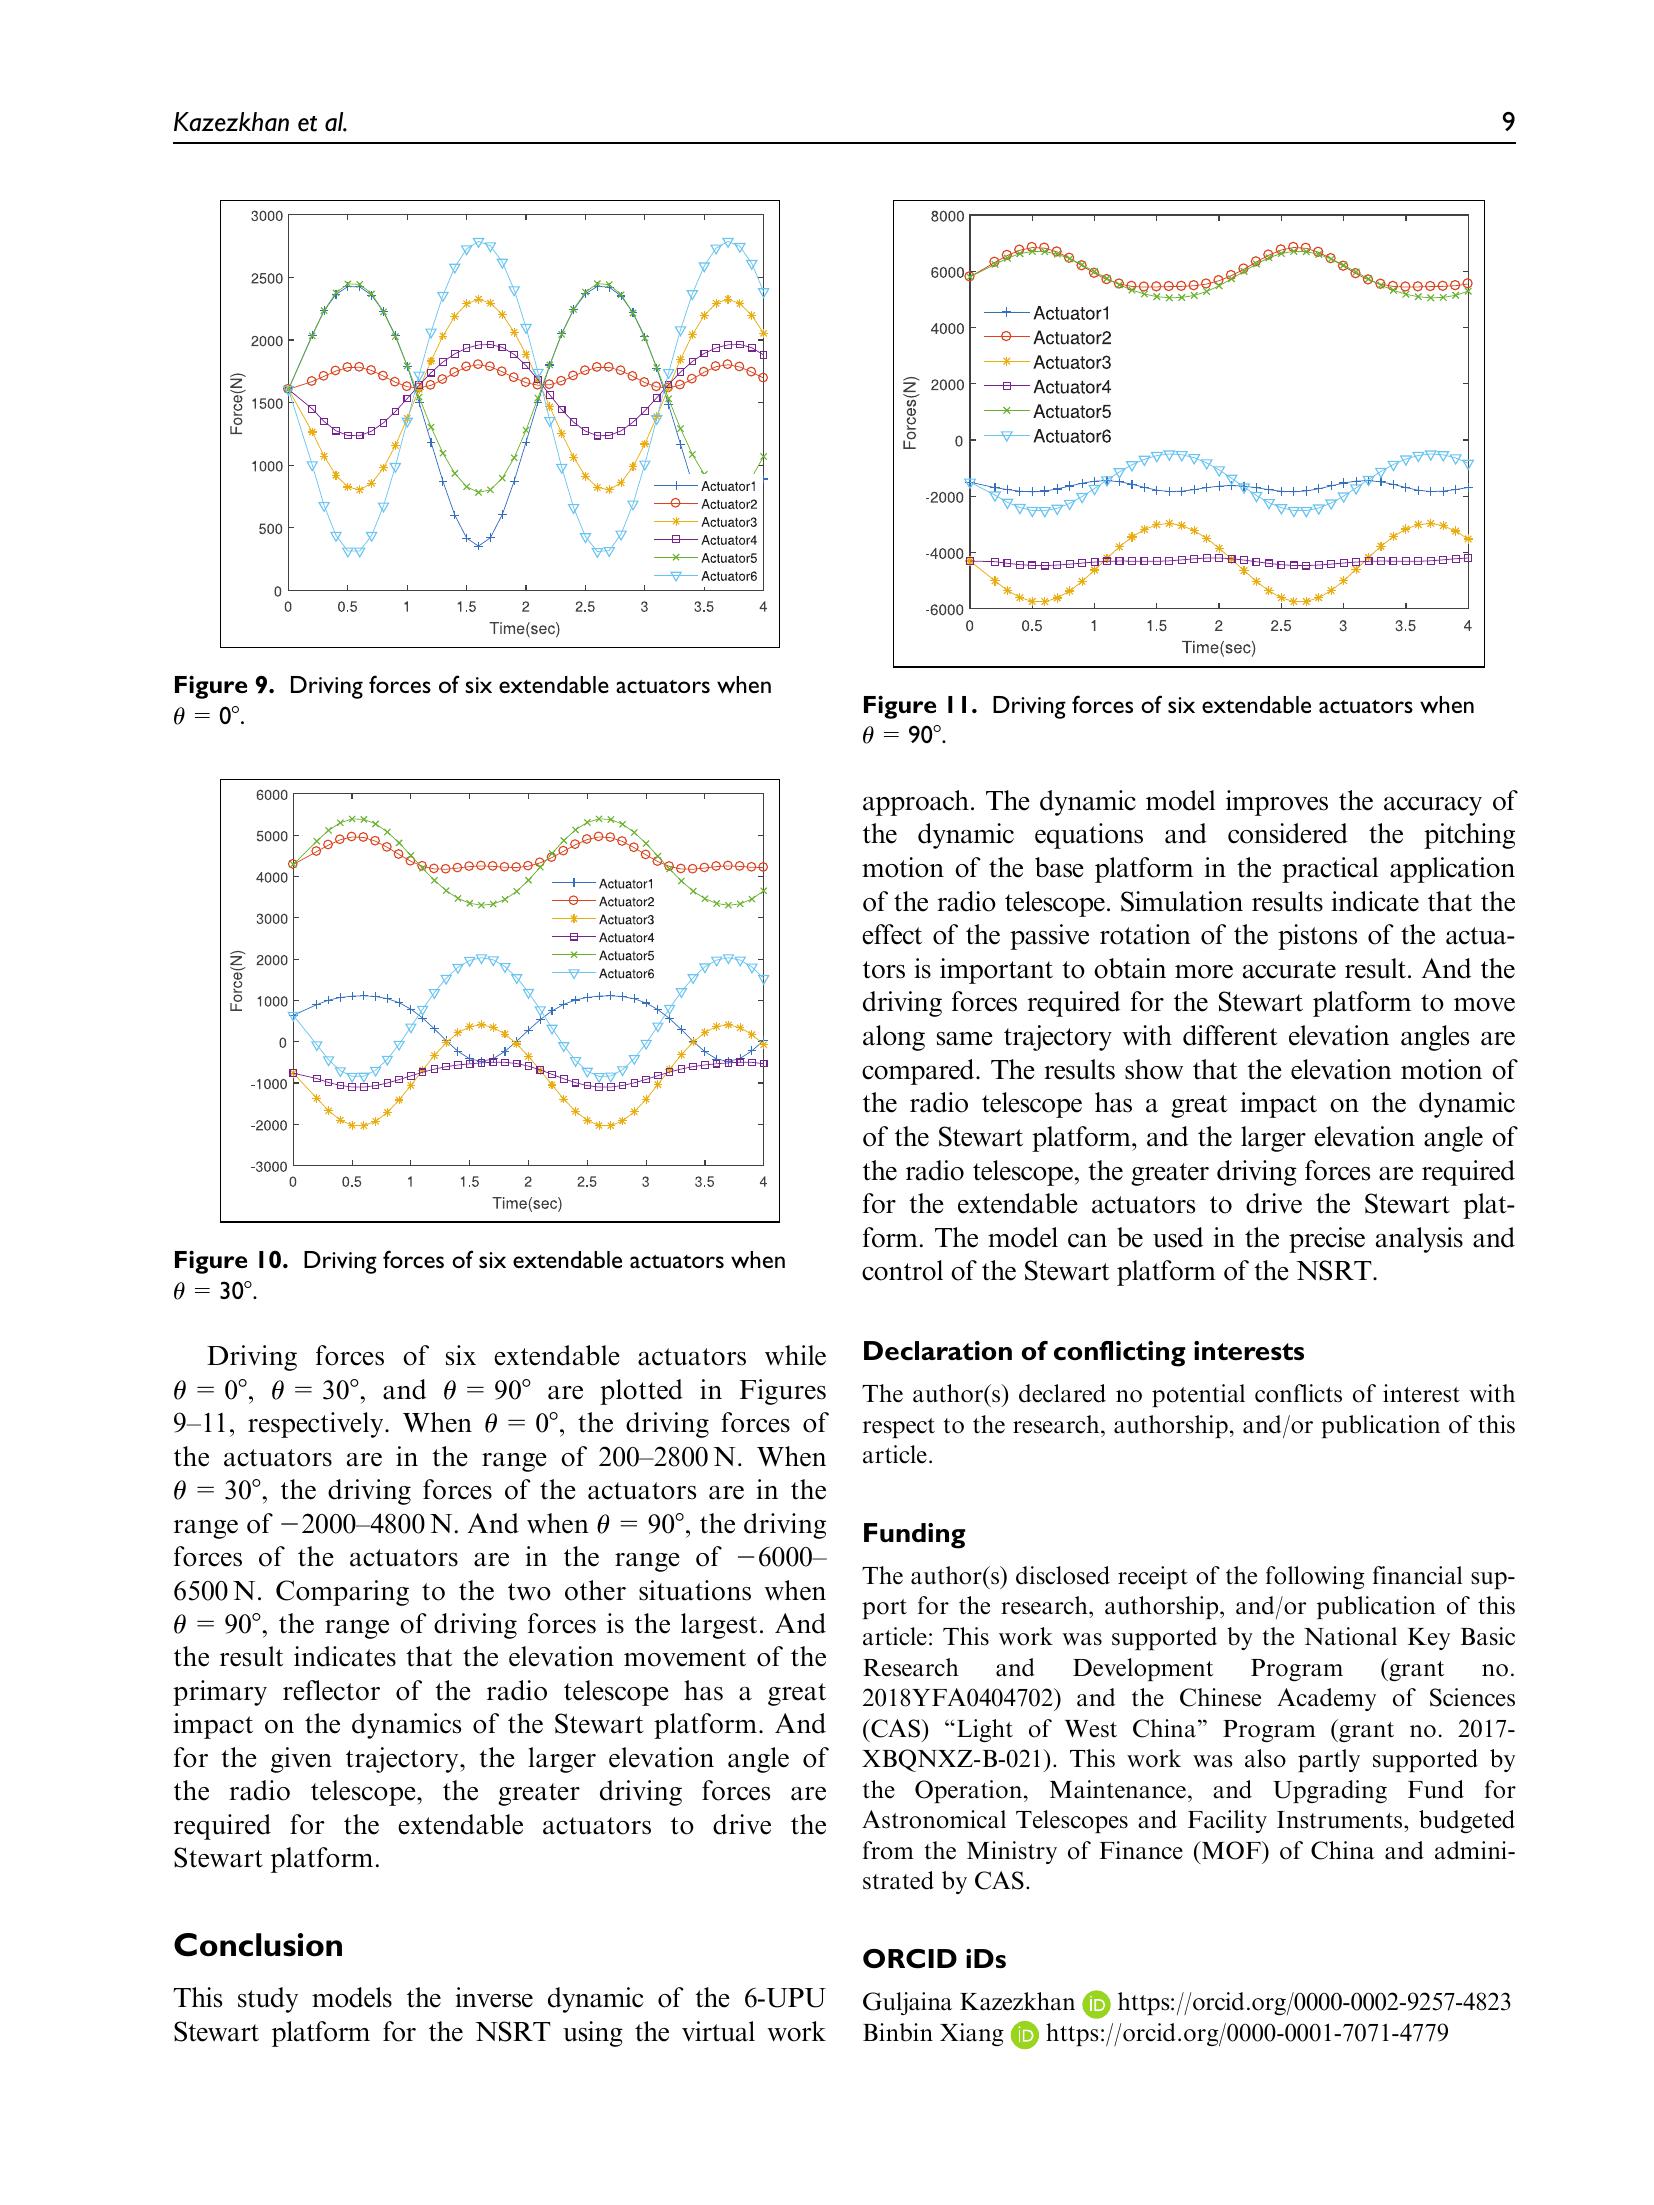 Kazezkhan et al.
9
3000
2500
2000
1500
1000
500
0
Force(N)
Actuator1
Actuator2
Actuator3
Actuator4
Actuator5
Actuator6
0 0.5 1 1.5 2 2.5 3 3.5 4
Time(sec)
Figure 9. Driving forces of six extendable actuators when
θ = 0°.
6000
5000
4000
3000
2000
1000
0
-1000
-2000
-3000
Force(N)
Actuator1
Actuator2
Actuator3
Actuator4
Actuator5
Actuator6
0 0.5 1 1.5 2 2.5 3 3.5 4
Time(sec)
Figure 10. Driving forces of six extendable actuators when
θ = 30°.
Driving forces of six extendable actuators while
θ = 0°, θ = 30°, and θ = 90° are plotted in Figures
9–11, respectively. When θ = 0°, the driving forces of
the actuators are in the range of 200–2800 N. When
θ = 30°, the driving forces of the actuators are in the
range of −2000–4800 N. And when θ = 90°, the driving
forces of the actuators are in the range of −6000–
6500 N. Comparing to the two other situations when
θ = 90°, the range of driving forces is the largest. And
the result indicates that the elevation movement of the
primary reflector of the radio telescope has a great
impact on the dynamics of the Stewart platform. And
for the given trajectory, the larger elevation angle of
the radio telescope, the greater driving forces are
required for the extendable actuators to drive the
Stewart platform.
Conclusion
This study models the inverse dynamic of the 6-UPU
Stewart platform for the NSRT using the virtual work
8000
6000
4000
2000
0
-2000
-4000
-6000
Forces(N)
Actuator1
Actuator2
Actuator3
Actuator4
Actuator5
Actuator6
0 0.5 1 1.5 2 2.5 3 3.5 4
Time(sec)
Figure 11. Driving forces of six extendable actuators when
θ = 90°.
approach. The dynamic model improves the accuracy of
the dynamic equations and considered the pitching
motion of the base platform in the practical application
of the radio telescope. Simulation results indicate that the
effect of the passive rotation of the pistons of the actua-
tors is important to obtain more accurate result. And the
driving forces required for the Stewart platform to move
along same trajectory with different elevation angles are
compared. The results show that the elevation motion of
the radio telescope has a great impact on the dynamic
of the Stewart platform, and the larger elevation angle of
the radio telescope, the greater driving forces are required
for the extendable actuators to drive the Stewart plat-
form. The model can be used in the precise analysis and
control of the Stewart platform of the NSRT.
Declaration of conflicting interests
The author(s) declared no potential conflicts of interest with
respect to the research, authorship, and/or publication of this
article.
Funding
The author(s) disclosed receipt of the following financial sup-
port for the research, authorship, and/or publication of this
article: This work was supported by the National Key Basic
Research and Development Program (grant no.
2018YFA0404702) and the Chinese Academy of Sciences
(CAS) “Light of West China” Program (grant no. 2017-
XBQNXZ-B-021). This work was also partly supported by
the Operation, Maintenance, and Upgrading Fund for
Astronomical Telescopes and Facility Instruments, budgeted
from the Ministry of Finance (MOF) of China and admini-
strated by CAS.
ORCID iDs
Guljaina Kazezkhan iD https://orcid.org/0000-0002-9257-4823
Binbin Xiang iD https://orcid.org/0000-0001-7071-4779